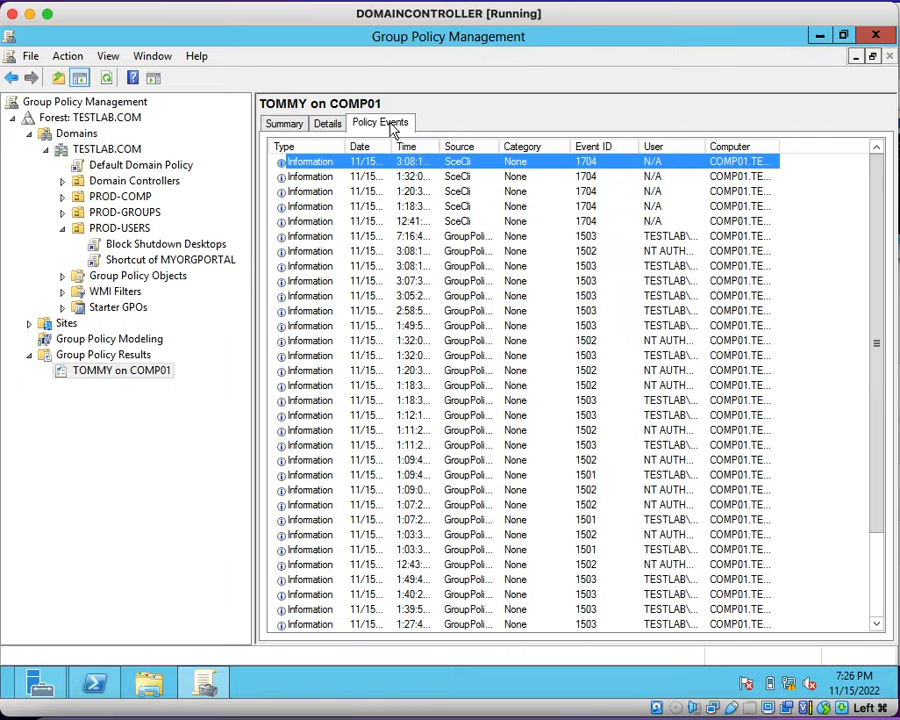 DOMAINCONTROLLER [Running]
Group Policy Management
File Action View Window Help
Group Policy Management
Forest: TESTLAB.COM
Domains
TESTLAB.COM
Default Domain Policy
Domain Controllers
PROD-COMP
PROD-GROUPS
PROD-USERS
Block Shutdown Desktops
Shortcut of MYORGPORTAL
Group Policy Objects
WMI Filters
Starter GPOs
Sites
Group Policy Modeling
Group Policy Results
TOMMY on COMP01
TOMMY on COMP01
Summary Details Policy Events
Type Date Time Source Category Event ID User Computer
Information 11/15... 3:08:1... SceCli None 1704 N/A COMP01.TE...
Information 11/15... 1:32:0... SceCli None 1704 N/A COMP01.TE...
Information 11/15... 1:20:3... SceCli None 1704 N/A COMP01.TE...
Information 11/15... 1:18:3... SceCli None 1704 N/A COMP01.TE...
Information 11/15... 12:41:... SceCli None 1704 N/A COMP01.TE...
Information 11/15... 7:16:4... GroupPoli... None 1503 TESTLAB\... COMP01.TE...
Information 11/15... 3:08:1... GroupPoli... None 1502 NT AUTH... COMP01.TE...
Information 11/15... 3:08:1... GroupPoli... None 1503 TESTLAB\... COMP01.TE...
Information 11/15... 3:07:3... GroupPoli... None 1503 TESTLAB\... COMP01.TE...
Information 11/15... 3:05:2... GroupPoli... None 1503 TESTLAB\... COMP01.TE...
Information 11/15... 2:58:5... GroupPoli... None 1503 TESTLAB\... COMP01.TE...
Information 11/15... 1:49:5... GroupPoli... None 1503 TESTLAB\... COMP01.TE...
Information 11/15... 1:32:0... GroupPoli... None 1502 NT AUTH... COMP01.TE...
Information 11/15... 1:32:0... GroupPoli... None 1503 TESTLAB\... COMP01.TE...
Information 11/15... 1:20:3... GroupPoli... None 1502 NT AUTH... COMP01.TE...
Information 11/15... 1:18:3... GroupPoli... None 1502 NT AUTH... COMP01.TE...
Information 11/15... 1:18:3... GroupPoli... None 1503 TESTLAB\... COMP01.TE...
Information 11/15... 1:12:1... GroupPoli... None 1503 TESTLAB\... COMP01.TE...
Information 11/15... 1:11:2... GroupPoli... None 1502 NT AUTH... COMP01.TE...
Information 11/15... 1:11:2... GroupPoli... None 1503 TESTLAB\... COMP01.TE...
Information 11/15... 1:09:4... GroupPoli... None 1502 NT AUTH... COMP01.TE...
Information 11/15... 1:09:4... GroupPoli... None 1501 TESTLAB\... COMP01.TE...
Information 11/15... 1:09:0... GroupPoli... None 1502 NT AUTH... COMP01.TE...
Information 11/15... 1:07:2... GroupPoli... None 1502 NT AUTH... COMP01.TE...
Information 11/15... 1:07:2... GroupPoli... None 1501 TESTLAB\... COMP01.TE...
Information 11/15... 1:03:3... GroupPoli... None 1502 NT AUTH... COMP01.TE...
Information 11/15... 1:03:3... GroupPoli... None 1501 TESTLAB\... COMP01.TE...
Information 11/15... 12:43:... GroupPoli... None 1502 NT AUTH... COMP01.TE...
Information 11/15... 1:49:4... GroupPoli... None 1503 TESTLAB\... COMP01.TE...
Information 11/15... 1:40:2... GroupPoli... None 1503 TESTLAB\... COMP01.TE...
Information 11/15... 1:39:5... GroupPoli... None 1503 TESTLAB\... COMP01.TE...
Information 11/15... 1:27:4... GroupPoli... None 1503 TESTLAB\... COMP01.TE...
7:26 PM
11/15/2022
Left ⌘